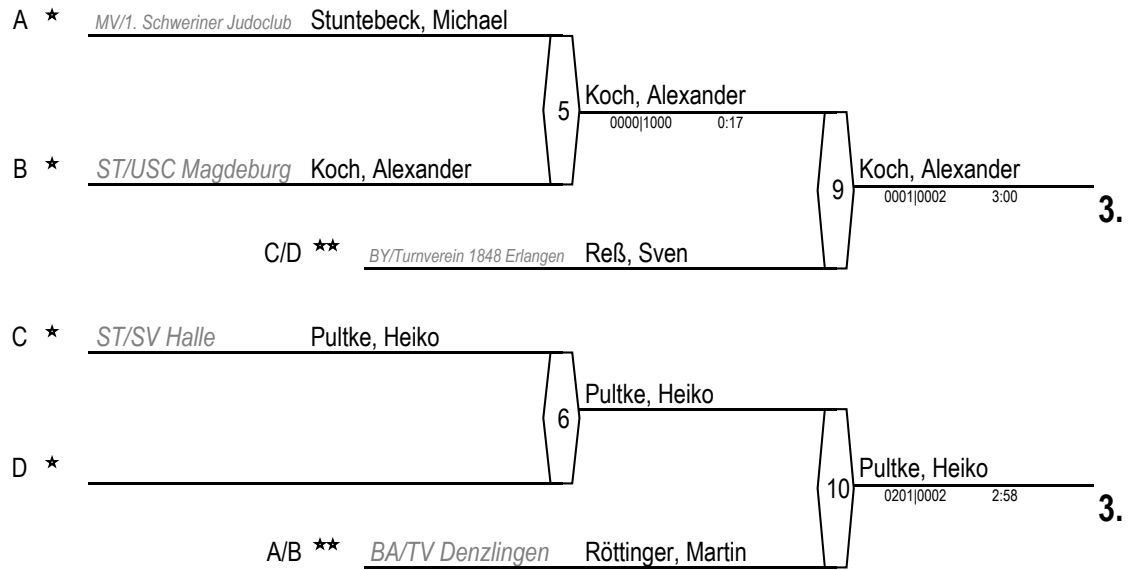 A ★ MV/1. Schweriner Judoclub Stuntebeck, Michael
5 Koch, Alexander
0000|1000 0:17
B ★ ST/USC Magdeburg Koch, Alexander
9 Koch, Alexander
0001|0002 3:00
3.
C/D ★★ BY/Turnverein 1848 Erlangen Reß, Sven
C ★ ST/SV Halle Pultke, Heiko
6 Pultke, Heiko
D ★
10 Pultke, Heiko
0201|0002 2:58
3.
A/B ★★ BA/TV Denzlingen Röttinger, Martin